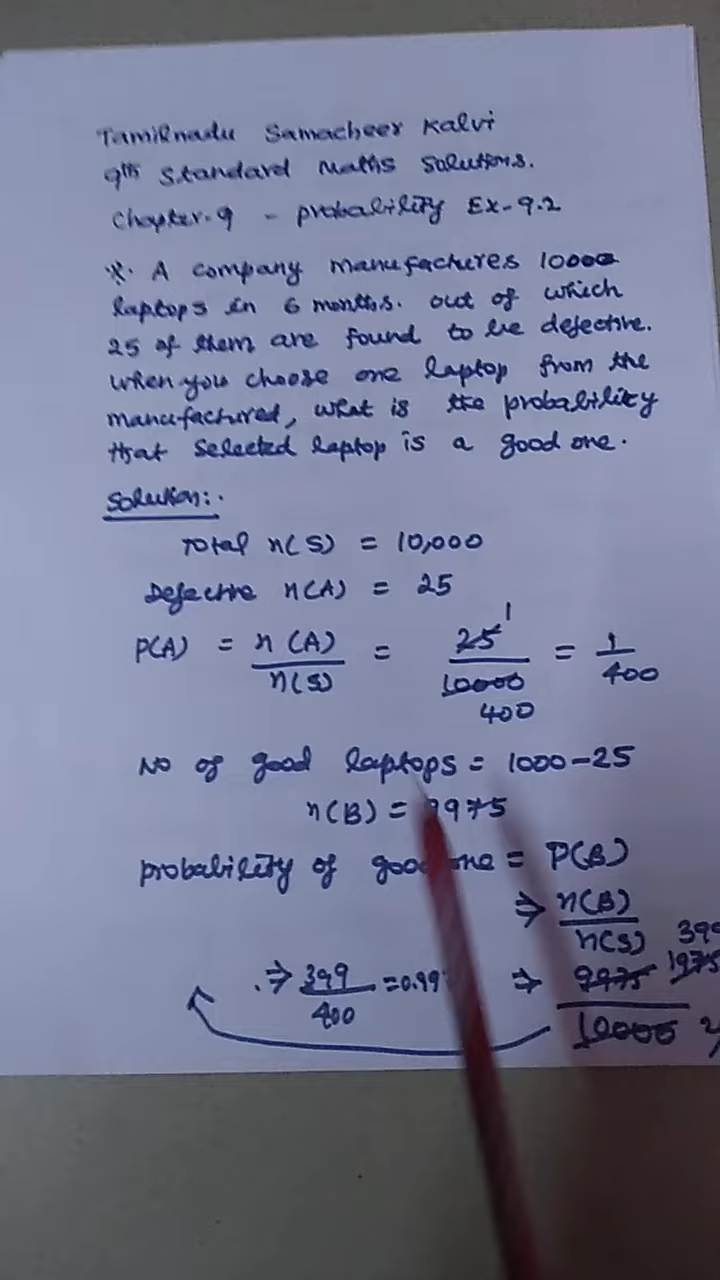 Tamilnadu Samacheer Kalvi
9th Standard Maths Solutions.
Chapter-9 - probability Ex-9.2
* A company manufactures 10000
laptops in 6 months. out of which
25 of them are found to be defective.
When you choose one laptop from the
manufactured, what is the probability
that selected laptop is a good one.
Solution:.
Total n(S) = 10,000
Defective n(A) = 25
1
P(A) = n(A)/n(S) = 25/10000 = 1/400
400
No of good laptops = 1000-25
n(B) = 9975
probability of good one = P(B)
⇒ n(B)/n(S)
399
∴⇒ 399/400 = 0.99 ⇒ 9975/10000 1975